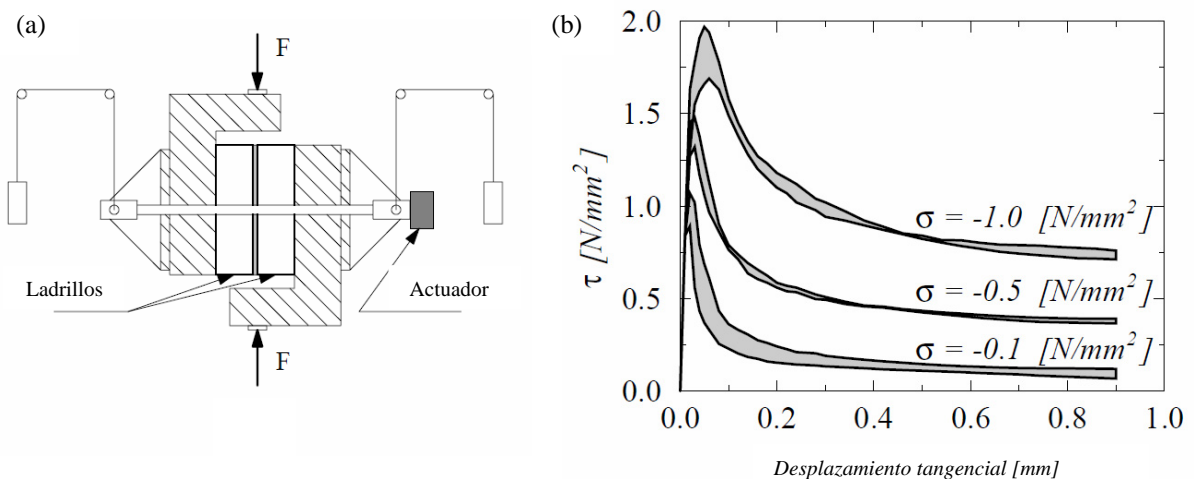 (a)
F
Ladrillos
Actuador
F
(b)
τ [N/mm²]
2.0
1.5
1.0
0.5
0.0
σ = -1.0 [N/mm²]
σ = -0.5 [N/mm²]
σ = -0.1 [N/mm²]
0.0 0.2 0.4 0.6 0.8 1.0
Desplazamiento tangencial [mm]